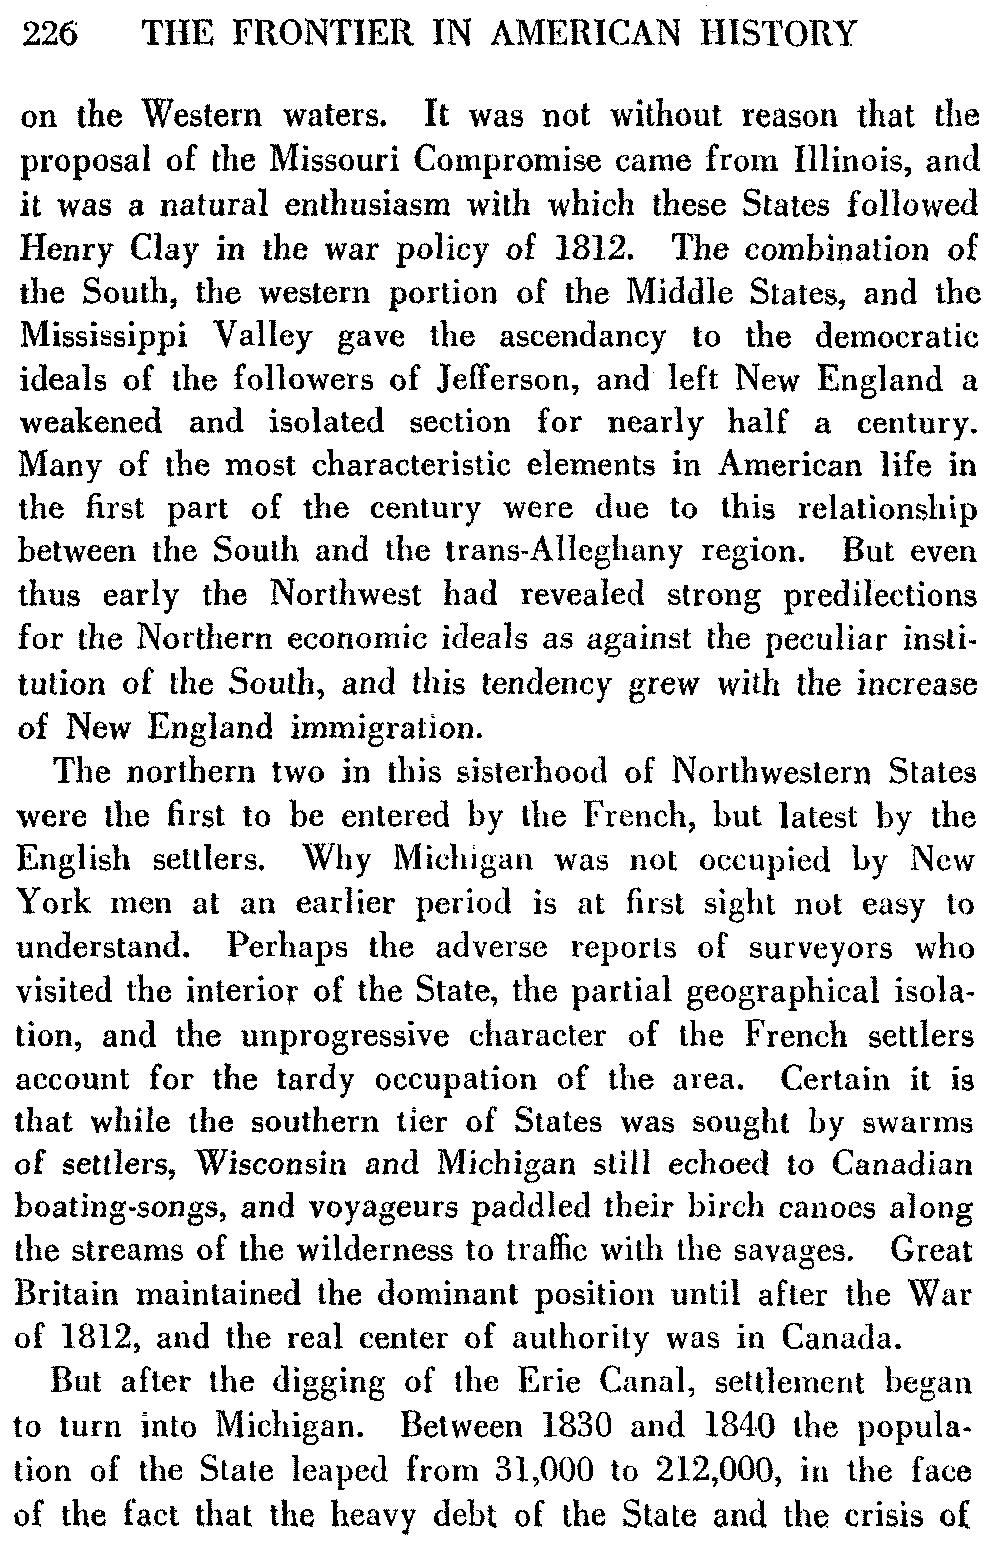 226 THE FRONTIER IN AMERICAN HISTORY
on the Western waters. It was not without reason that the
proposal of the Missouri Compromise came from Illinois, and
it was a natural enthusiasm with which these States followed
Henry Clay in the war policy of 1812. The combination of
the South, the western portion of the Middle States, and the
Mississippi Valley gave the ascendancy to the democratic
ideals of the followers of Jefferson, and left New England a
weakened and isolated section for nearly half a century.
Many of the most characteristic elements in American life in
the first part of the century were due to this relationship
between the South and the trans-Alleghany region. But even
thus early the Northwest had revealed strong predilections
for the Northern economic ideals as against the peculiar insti-
tution of the South, and this tendency grew with the increase
of New England immigration.
The northern two in this sisterhood of Northwestern States
were the first to be entered by the French, but latest by the
English settlers. Why Michigan was not occupied by New
York men at an earlier period is at first sight not easy to
understand. Perhaps the adverse reports of surveyors who
visited the interior of the State, the partial geographical isola-
tion, and the unprogressive character of the French settlers
account for the tardy occupation of the area. Certain it is
that while the southern tier of States was sought by swarms
of settlers, Wisconsin and Michigan still echoed to Canadian
boating-songs, and voyageurs paddled their birch canoes along
the streams of the wilderness to traffic with the savages. Great
Britain maintained the dominant position until after the War
of 1812, and the real center of authority was in Canada.
But after the digging of the Erie Canal, settlement began
to turn into Michigan. Between 1830 and 1840 the popula-
tion of the State leaped from 31,000 to 212,000, in the face
of the fact that the heavy debt of the State and the crisis of